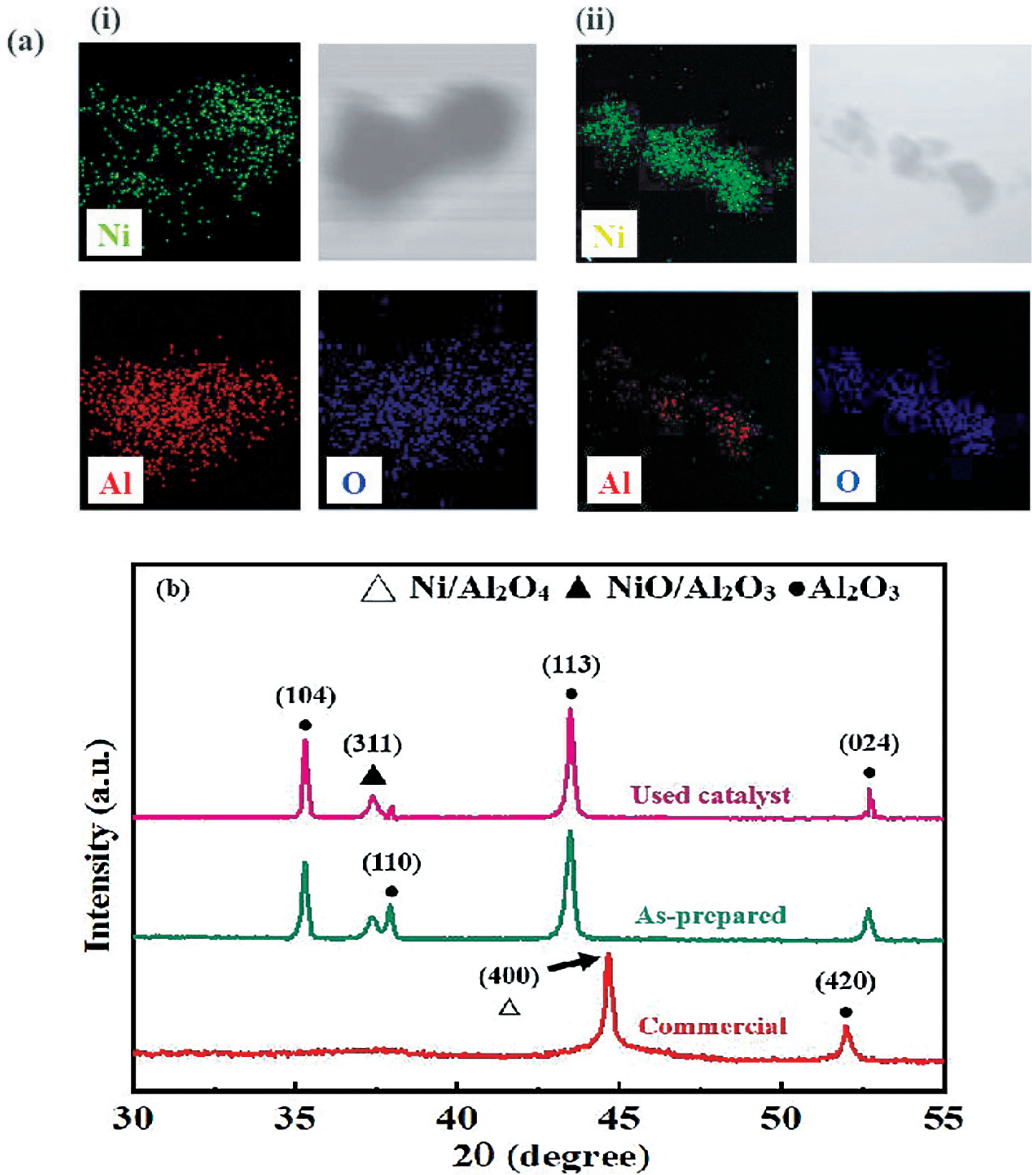 (i) (ii)
(a)
Ni Ni
Al O Al O
(b) △ Ni/Al₂O₄ ▲ NiO/Al₂O₃ ●Al₂O₃
(113)
(104)
(311) (024)
Used catalyst
(110)
As-prepared
(400) (420)
Commercial
Intensity (a.u.)
30 35 40 45 50 55
2Θ (degree)